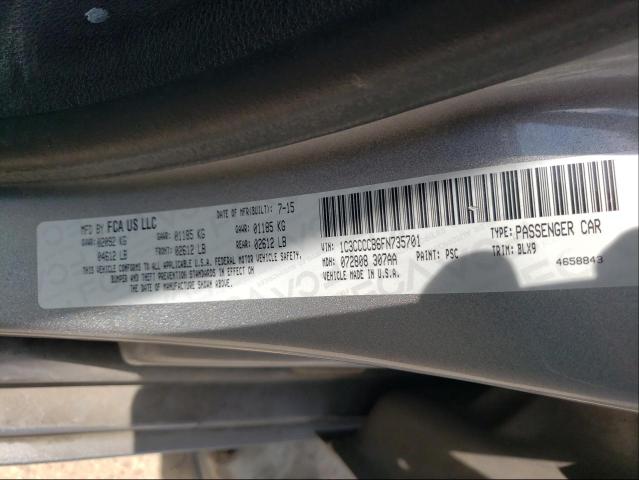 MFD BY FCA US LLC
DATE OF MFR(BUILT): 7-15
GVWR: 02092 KG
04612 LB
GAWR: 01185 KG
FRONT: 02612 LB
GAWR: 01185 KG
REAR: 02612 LB
THIS VEHICLE CONFORMS TO ALL APPLICABLE U.S.A. FEDERAL MOTOR VEHICLE SAFETY,
BUMPER AND THEFT PREVENTION STANDARDS IN EFFECT ON
THE DATE OF MANUFACTURE SHOWN ABOVE.
VIN: 1C3CCCCB6FN735701
TYPE: PASSENGER CAR
MDH: 072808 307AA
PAINT: PSC
TRIM: BLX9
VEHICLE MADE IN U.S.A.
4658843